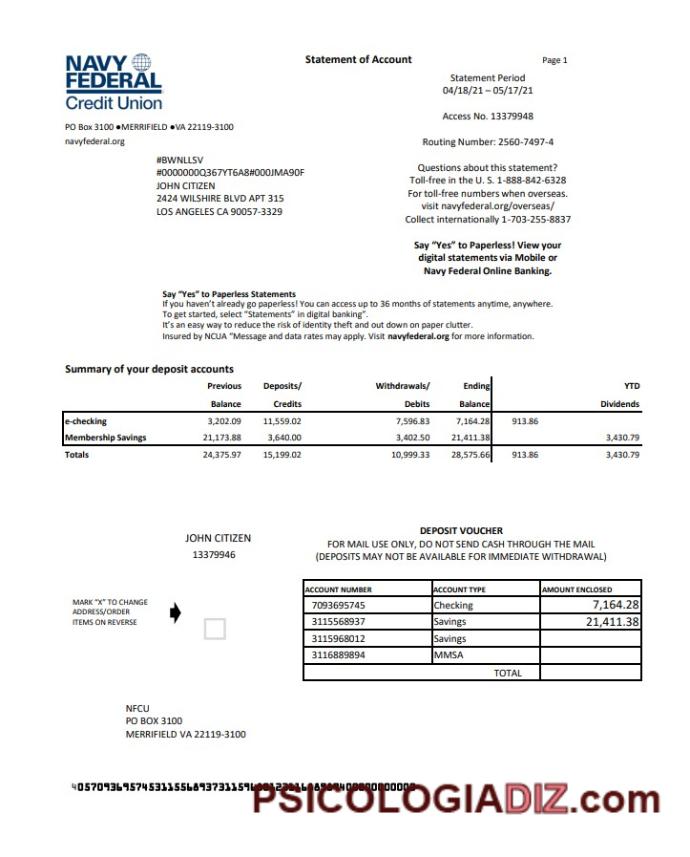 NAVY
FEDERAL
Credit Union
Statement of Account
Page 1
Statement Period
04/18/21 – 05/17/21
Access No. 13379948
Routing Number: 2560-7497-4
PO Box 3100 ●MERRIFIELD ●VA 22119-3100
navyfederal.org
#BWNLLSV
#0000000Q367YT6A8#000JMA90F
JOHN CITIZEN
2424 WILSHIRE BLVD APT 315
LOS ANGELES CA 90057-3329
Questions about this statement?
Toll-free in the U. S. 1-888-842-6328
For toll-free numbers when overseas.
visit navyfederal.org/overseas/
Collect internationally 1-703-255-8837
Say “Yes” to Paperless! View your
digital statements via Mobile or
Navy Federal Online Banking.
Say “Yes” to Paperless Statements
If you haven’t already go paperless! You can access up to 36 months of statements anytime, anywhere.
To get started, select “Statements” in digital banking”.
It’s an easy way to reduce the risk of identity theft and out down on paper clutter.
Insured by NCUA “Message and data rates may apply. Visit navyfederal.org for more information.
Summary of your deposit accounts
Previous Deposits/ Withdrawals/ Ending YTD
Balance Credits Debits Balance Dividends
e-checking 3,202.09 11,559.02 7,596.83 7,164.28 913.86
Membership Savings 21,173.88 3,640.00 3,402.50 21,411.38 3,430.79
Totals 24,375.97 15,199.02 10,999.33 28,575.66 913.86 3,430.79
JOHN CITIZEN
13379946
DEPOSIT VOUCHER
FOR MAIL USE ONLY, DO NOT SEND CASH THROUGH THE MAIL
(DEPOSITS MAY NOT BE AVAILABLE FOR IMMEDIATE WITHDRAWAL)
MARK “X” TO CHANGE
ADDRESS/ORDER
ITEMS ON REVERSE
ACCOUNT NUMBER ACCOUNT TYPE AMOUNT ENCLOSED
7093695745 Checking 7,164.28
3115568937 Savings 21,411.38
3115968012 Savings
3116889894 MMSA
TOTAL
NFCU
PO BOX 3100
MERRIFIELD VA 22119-3100
PSICOLOGIADIZ.com